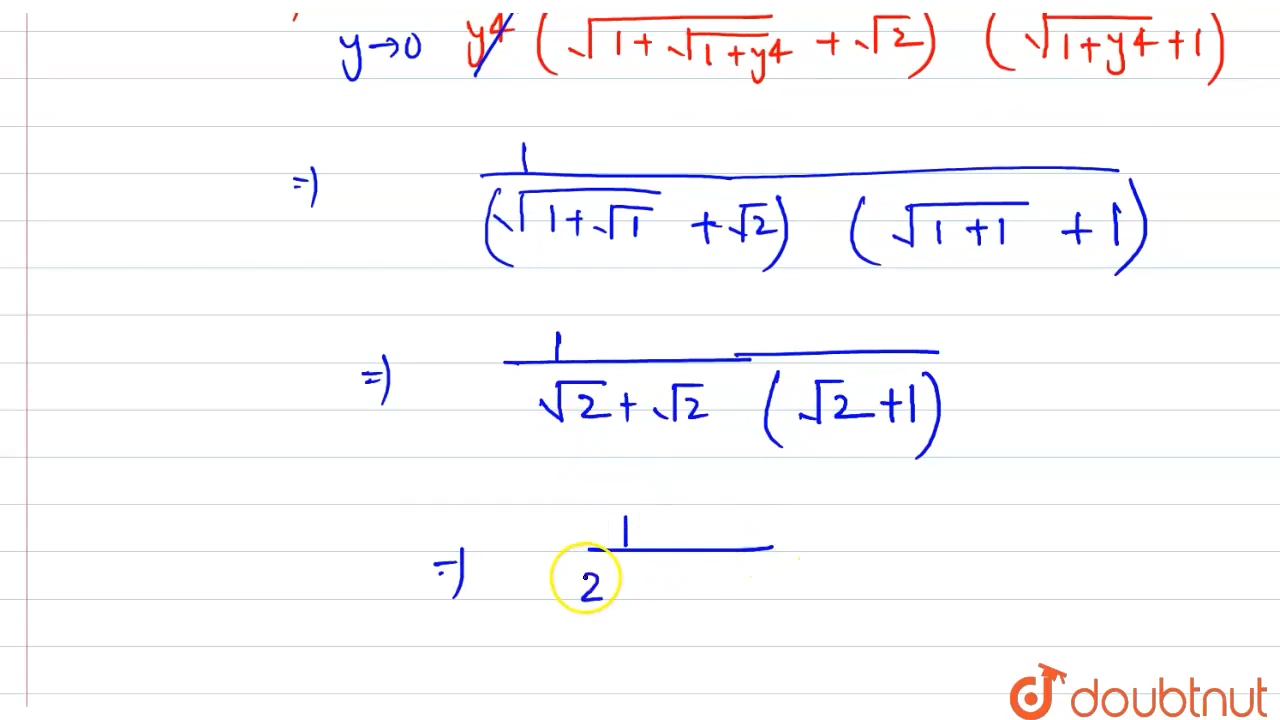 y→0 y4 (√(1+√(1+y4)) + √2) (√(1+y4)+1)
=) 1
(√(1+√1) + √2) (√(1+1) + 1)
=) 1
√2 + √2 (√2 + 1)
=) 1
2
doubtnut